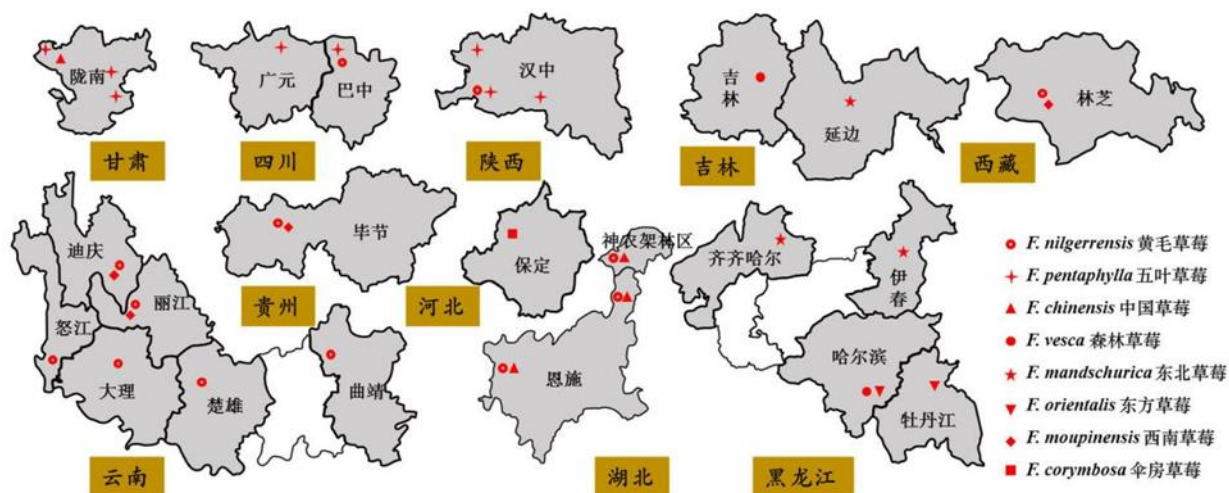 陇南
广元
巴中
汉中
吉林
延边
林芝
甘肃
四川
陕西
吉林
西藏
迪庆
丽江
怒江
大理
楚雄
曲靖
毕节
保定
神农架林区
恩施
齐齐哈尔
伊春
哈尔滨
牡丹江
贵州
河北
云南
湖北
黑龙江
F. nilgerrensis 黄毛草莓
F. pentaphylla 五叶草莓
F. chinensis 中国草莓
F. vesca 森林草莓
F. mandschurica 东北草莓
F. orientalis 东方草莓
F. moupinensis 西南草莓
F. corymbosa 伞房草莓